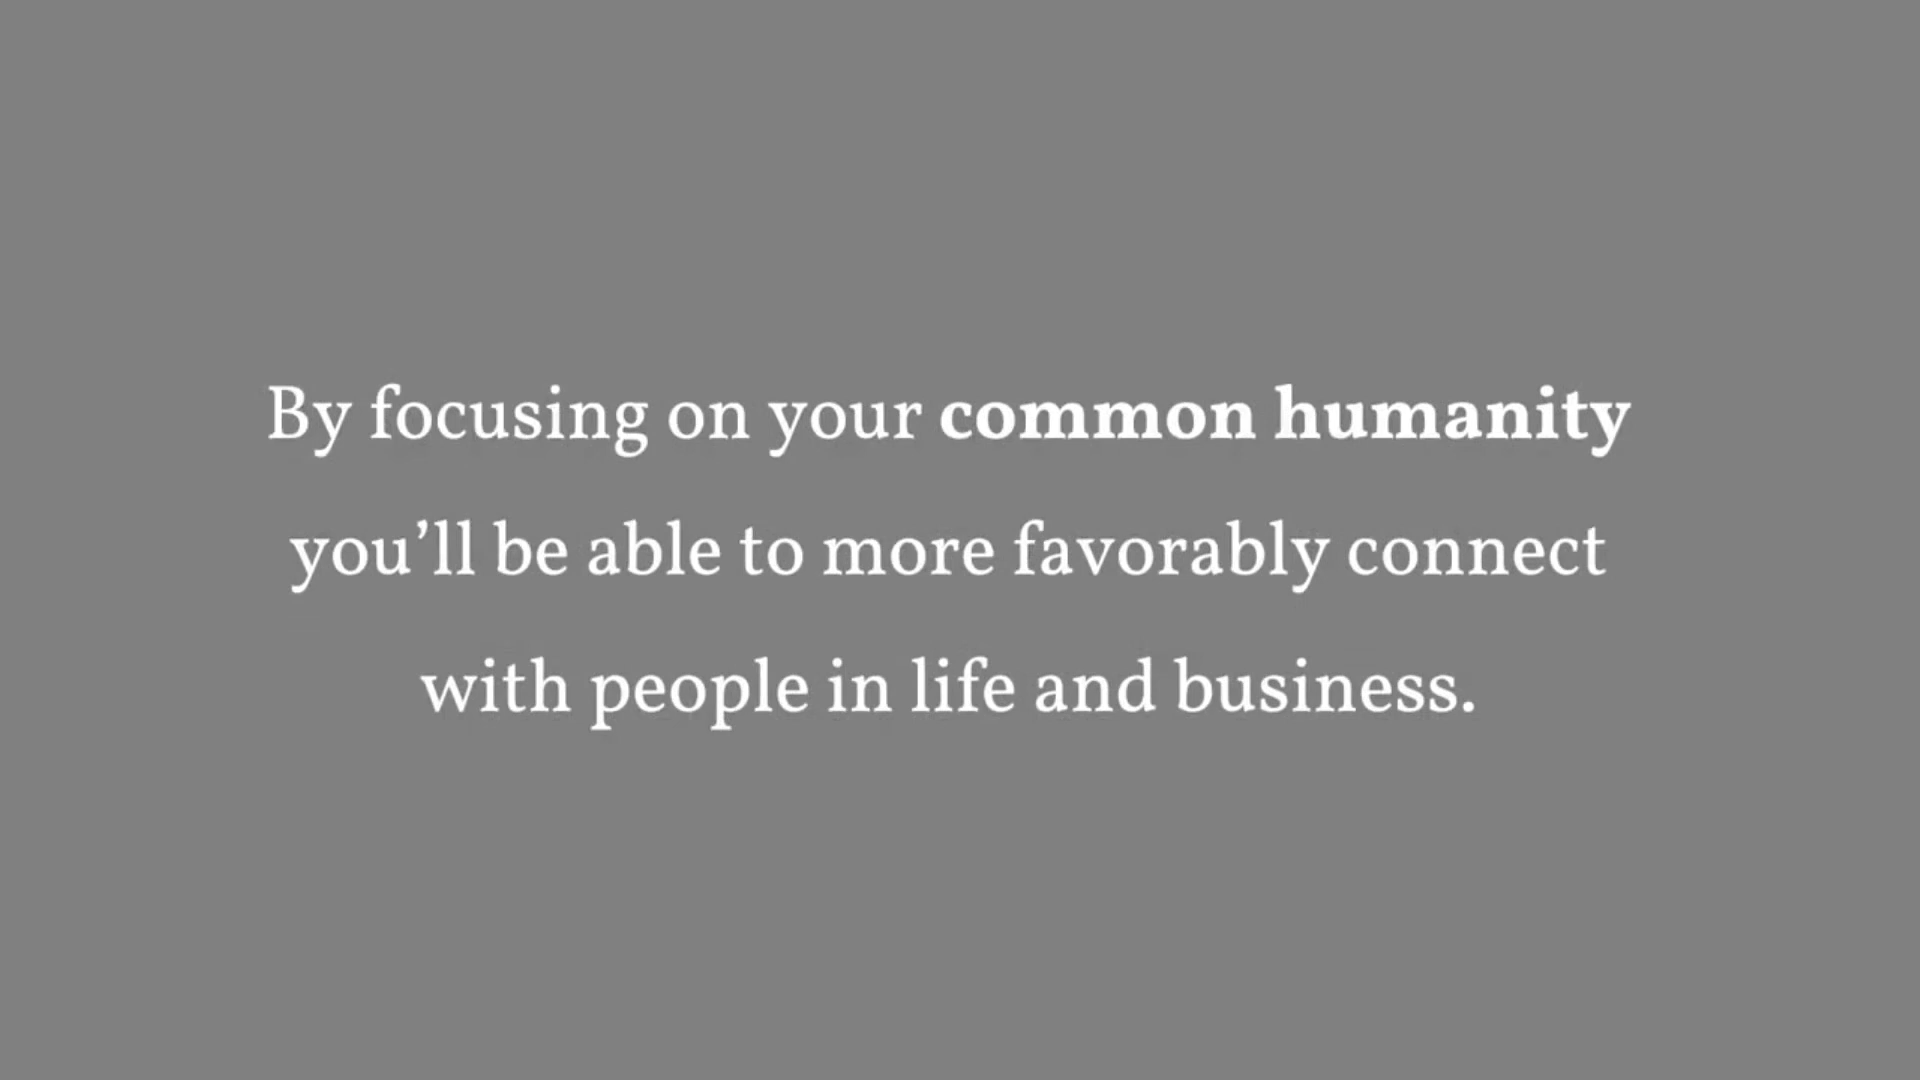 By focusing on your common humanity
you’ll be able to more favorably connect
with people in life and business.